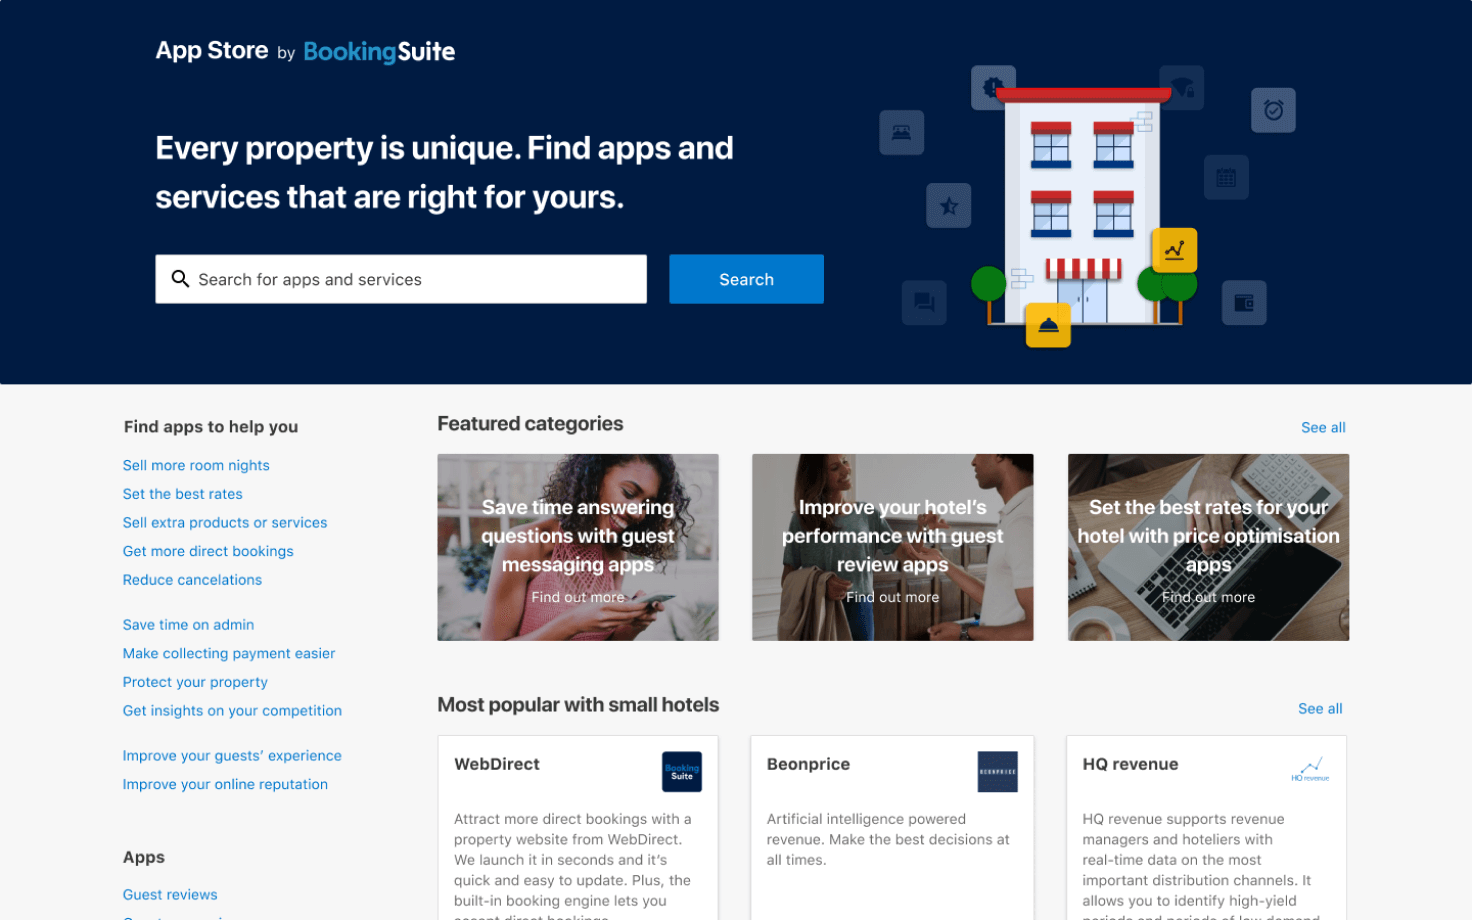 App Store by BookingSuite
Every property is unique. Find apps and
services that are right for yours.
Search for apps and services
Search
Find apps to help you
Sell more room nights
Set the best rates
Sell extra products or services
Get more direct bookings
Reduce cancelations
Save time on admin
Make collecting payment easier
Protect your property
Get insights on your competition
Improve your guests’ experience
Improve your online reputation
Apps
Guest reviews
Featured categories
See all
Save time answering
questions with guest
messaging apps
Find out more
Improve your hotel’s
performance with guest
review apps
Find out more
Set the best rates for your
hotel with price optimisation
apps
Find out more
Most popular with small hotels
See all
WebDirect
Booking
Suite
Attract more direct bookings with a
property website from WebDirect.
We launch it in seconds and it’s
quick and easy to update. Plus, the
built-in booking engine lets you
accept direct bookings
Beonprice
BEONPRICE
Artificial intelligence powered
revenue. Make the best decisions at
all times.
HQ revenue
HQ revenue
HQ revenue supports revenue
managers and hoteliers with
real-time data on the most
important distribution channels. It
allows you to identify high-yield
periods and periods of low demand